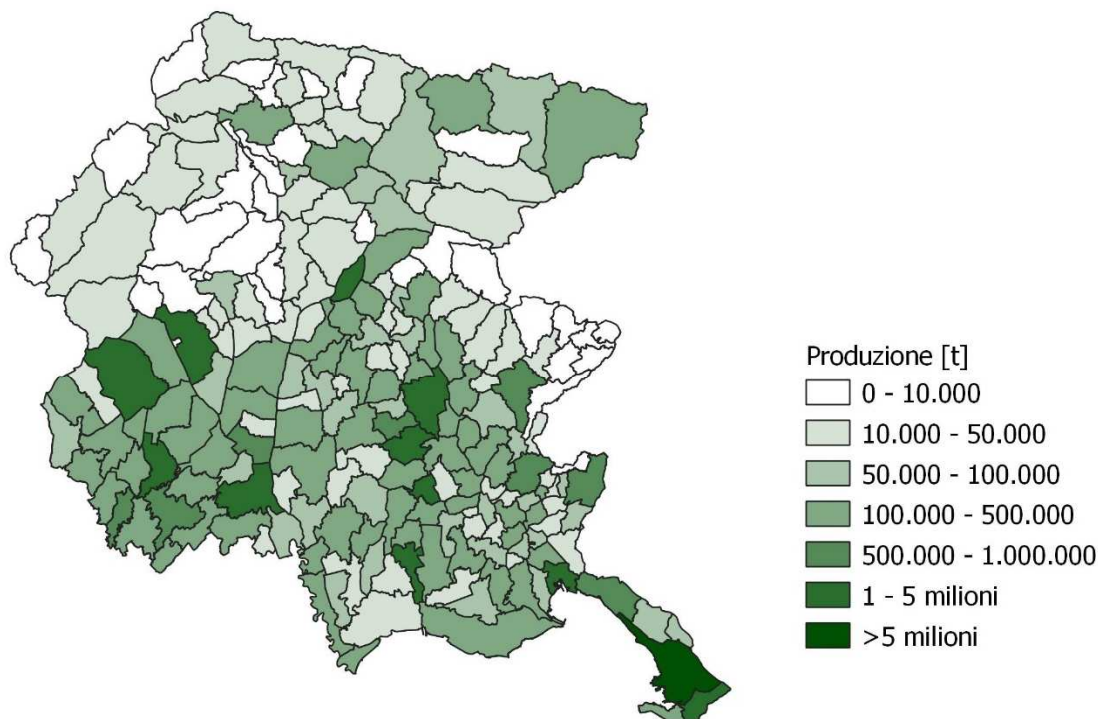 Produzione [t]
0 - 10.000
10.000 - 50.000
50.000 - 100.000
100.000 - 500.000
500.000 - 1.000.000
1 - 5 milioni
>5 milioni